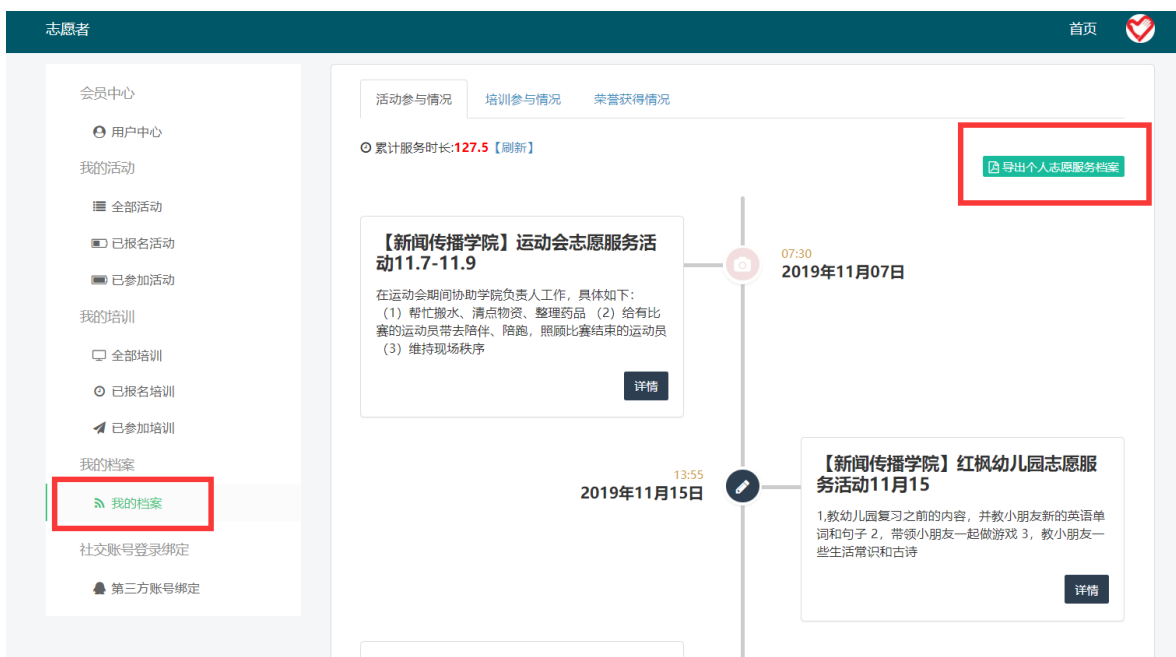 志愿者
首页
会员中心
用户中心
我的活动
全部活动
已报名活动
已参加活动
我的培训
全部培训
已报名培训
已参加培训
我的档案
我的档案
社交账号登录绑定
第三方账号绑定
活动参与情况 培训参与情况 荣誉获得情况
累计服务时长:127.5【刷新】
导出个人志愿服务档案
【新闻传播学院】运动会志愿服务活
动11.7-11.9
在运动会期间协助学院负责人工作，具体如下：
（1）帮忙搬水、清点物资、整理药品 （2）给有比
赛的运动员带去陪伴、陪跑，照顾比赛结束的运动员
（3）维持现场秩序
详情
07:30
2019年11月07日
13:55
2019年11月15日
【新闻传播学院】红枫幼儿园志愿服
务活动11月15
1,教幼儿园复习之前的内容，并教小朋友新的英语单
词和句子 2，带领小朋友一起做游戏 3，教小朋友一
些生活常识和古诗
详情